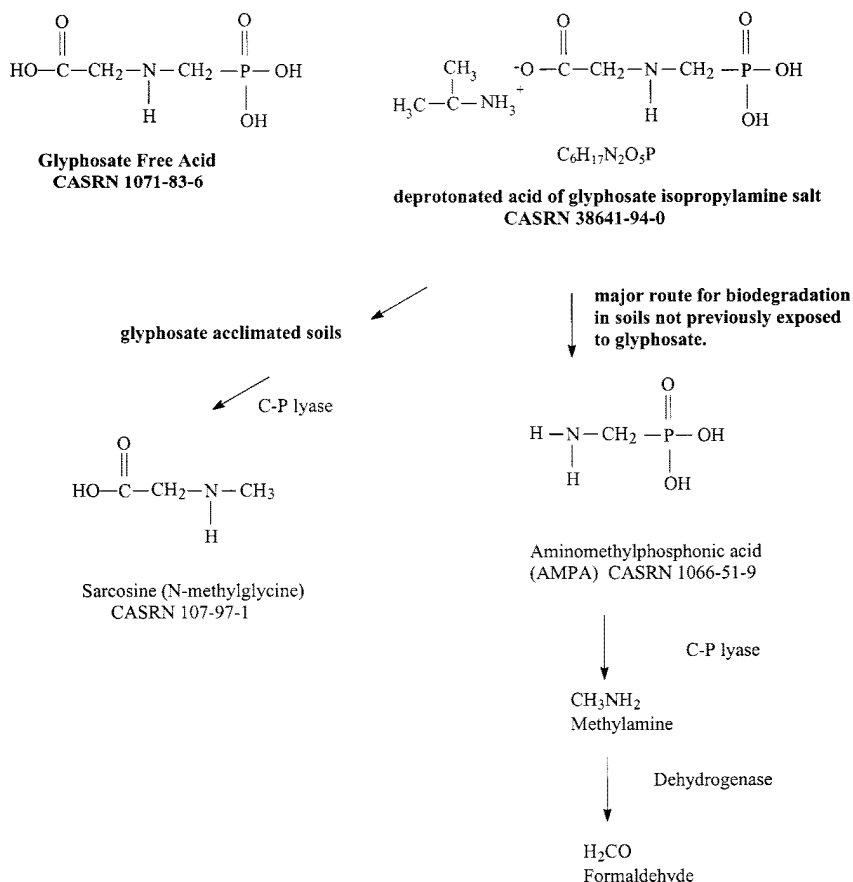 O
||
HO—C—CH₂—N—CH₂—P—OH
|
H
|
OH
Glyphosate Free Acid
CASRN 1071-83-6
O
||
CH₃
|
H₃C—C—NH₃
+
-O—C—CH₂—N—CH₂—P—OH
|
H
|
OH
O
||
C₆H₁₇N₂O₅P
deprotonated acid of glyphosate isopropylamine salt
CASRN 38641-94-0
glyphosate acclimated soils
major route for biodegradation
in soils not previously exposed
to glyphosate.
C-P lyase
O
||
HO—C—CH₂—N—CH₃
|
H
Sarcosine (N-methylglycine)
CASRN 107-97-1
O
||
H—N—CH₂—P—OH
|
H
|
OH
Aminomethylphosphonic acid
(AMPA) CASRN 1066-51-9
C-P lyase
CH₃NH₂
Methylamine
Dehydrogenase
H₂CO
Formaldehyde